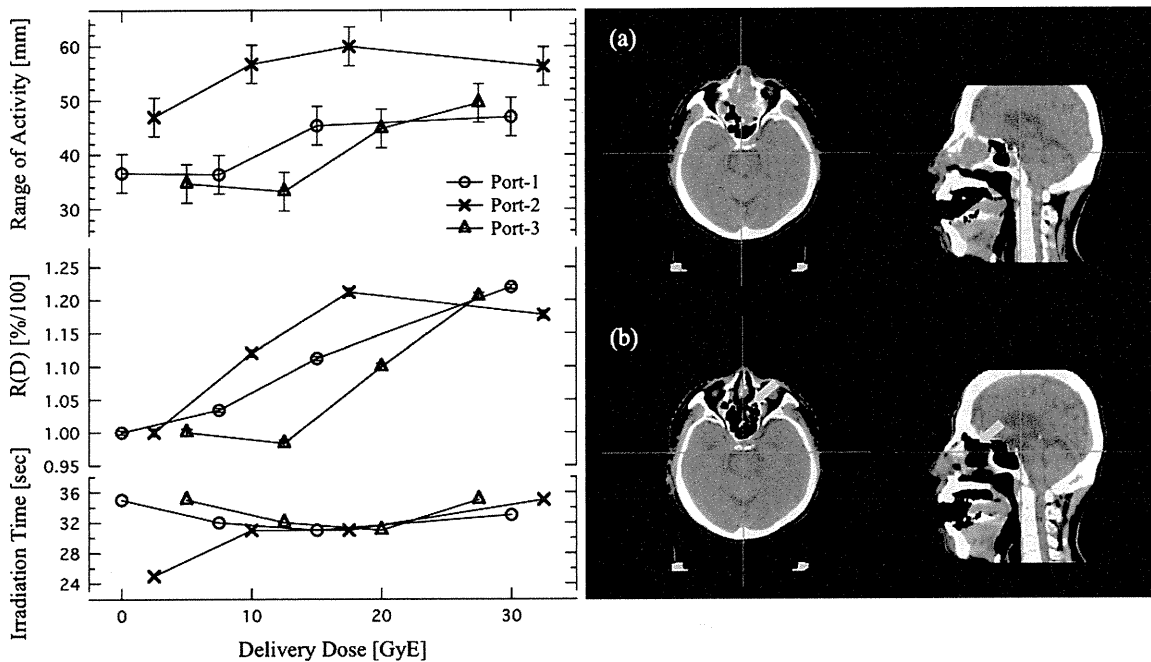 Range of Activity [mm]
60
50
40
30
Port-1
Port-2
Port-3
R(D) [%/100]
1.25
1.20
1.10
1.05
1.00
0.95
Irradiation Time [sec]
36
32
28
24
0
10
20
30
Delivery Dose [GyE]
(a)
(b)